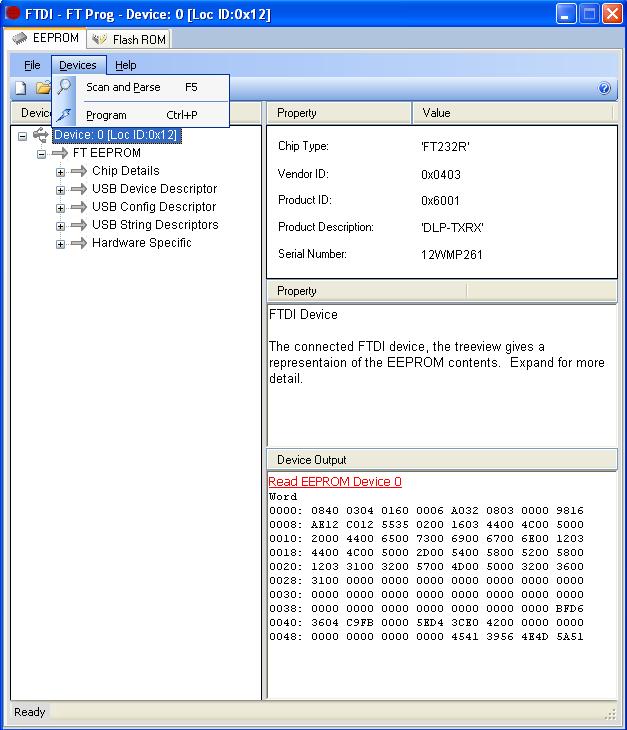 FTDI - FT Prog - Device: 0 [Loc ID:0x12]
EEPROM Flash ROM
File Devices Help
Scan and Parse F5
Program Ctrl+P
Device: 0 [Loc ID:0x12]
FT EEPROM
Chip Details
USB Device Descriptor
USB Config Descriptor
USB String Descriptors
Hardware Specific
Property Value
Chip Type: 'FT232R'
Vendor ID: 0x0403
Product ID: 0x6001
Product Description: 'DLP-TXRX'
Serial Number: 12WMP261
Property
FTDI Device
The connected FTDI device, the treeview gives a
representaion of the EEPROM contents. Expand for more
detail.
Device Output
Read EEPROM Device 0
Word
0000: 0840 0304 0160 0006 A032 0803 0000 9816
0008: AE12 C012 5535 0200 1603 4400 4C00 5000
0010: 2000 4400 6500 7300 6900 6700 6E00 1203
0018: 4400 4C00 5000 2D00 5400 5800 5200 5800
0020: 1203 3100 3200 5700 4D00 5000 3200 3600
0028: 3100 0000 0000 0000 0000 0000 0000 0000
0030: 0000 0000 0000 0000 0000 0000 0000 0000
0038: 0000 0000 0000 0000 0000 0000 0000 BFD6
0040: 3604 C9FB 0000 5ED4 3CE0 4200 0000 0000
0048: 0000 0000 0000 0000 4541 3956 4E4D 5A51
Ready